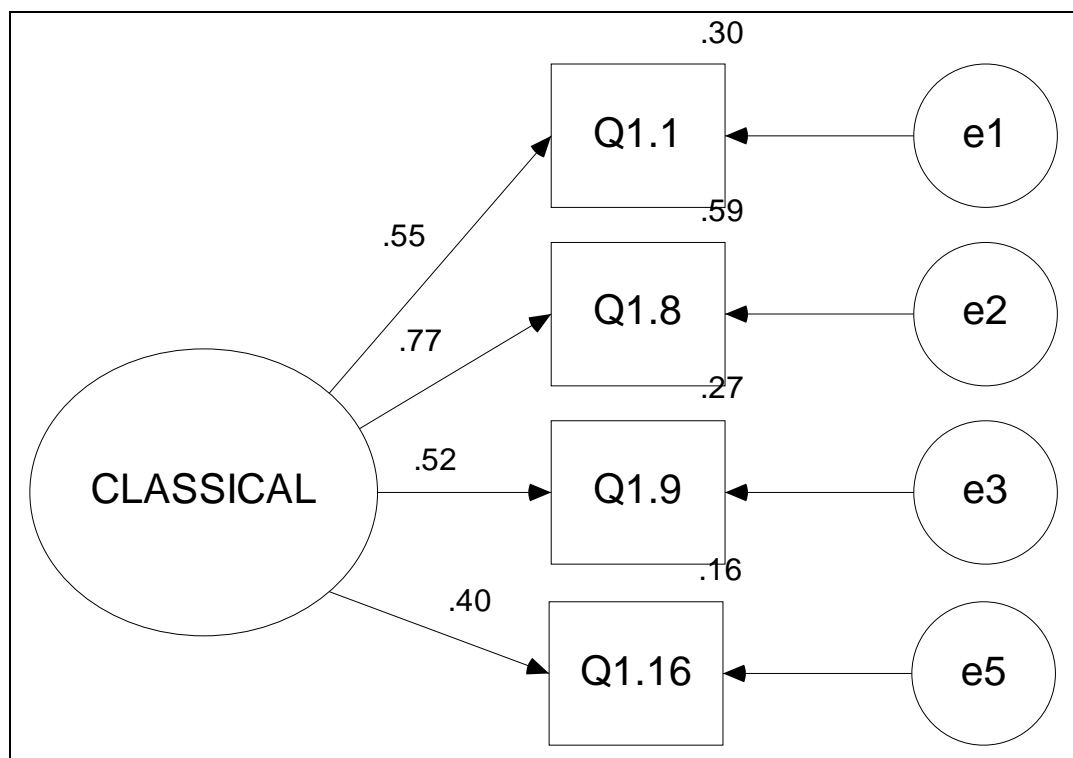 .30
Q1.1
e1
.55
.59
Q1.8
e2
.77
.27
CLASSICAL
.52
Q1.9
e3
.16
.40
Q1.16
e5